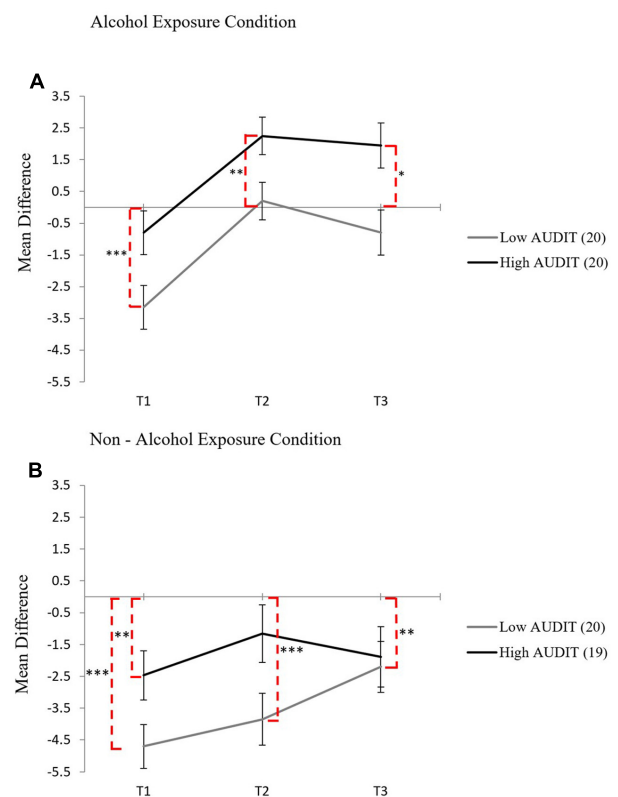 Alcohol Exposure Condition
A
3.5
2.5
1.5
0.5
-0.5
-1.5
-2.5
-3.5
-4.5
-5.5
Mean Difference
***
**
*
T1 T2 T3
Low AUDIT (20)
High AUDIT (20)
Non - Alcohol Exposure Condition
B
3.5
2.5
1.5
0.5
-0.5
-1.5
-2.5
-3.5
-4.5
-5.5
Mean Difference
**
***
***
**
T1 T2 T3
Low AUDIT (20)
High AUDIT (19)